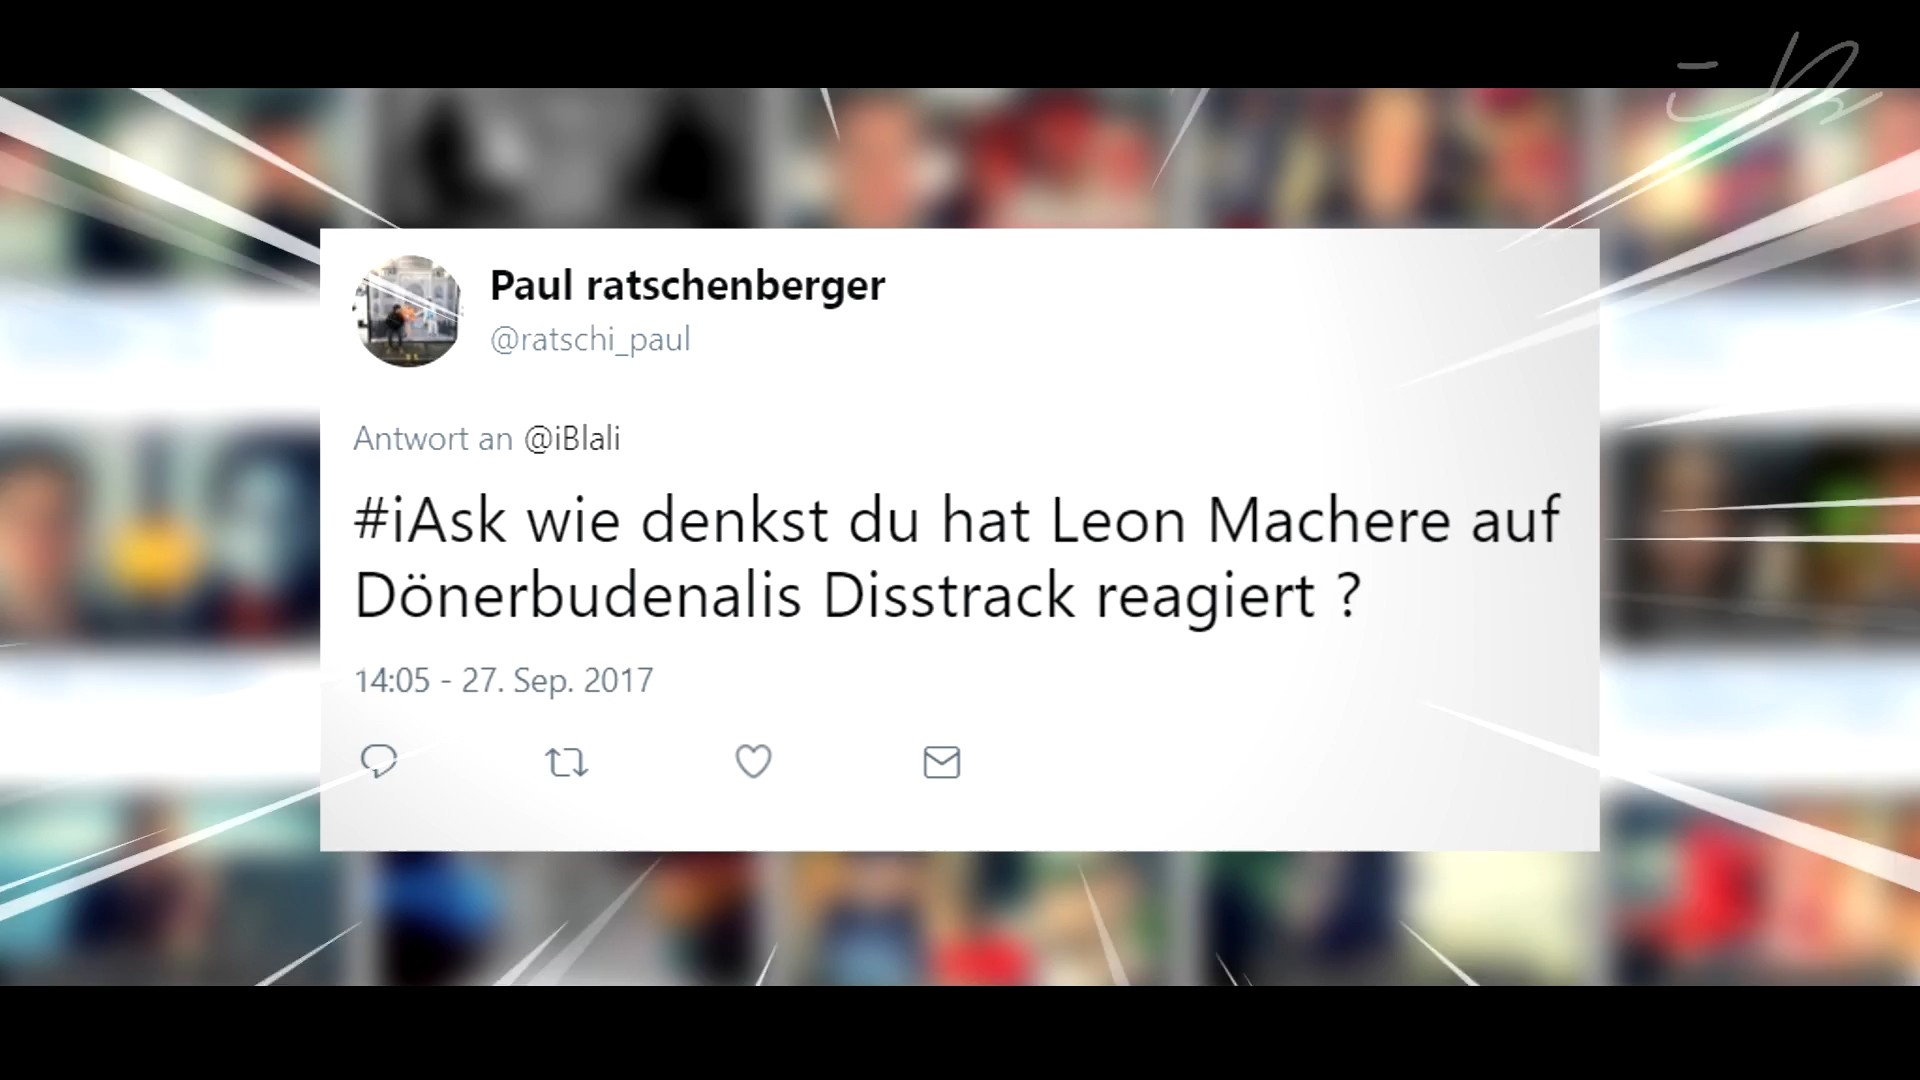 Paul ratschenberger
@ratschi_paul
Antwort an @iBlali
#iAsk wie denkst du hat Leon Machere auf
Dönerbudenalis Disstrack reagiert ?
14:05 - 27. Sep. 2017